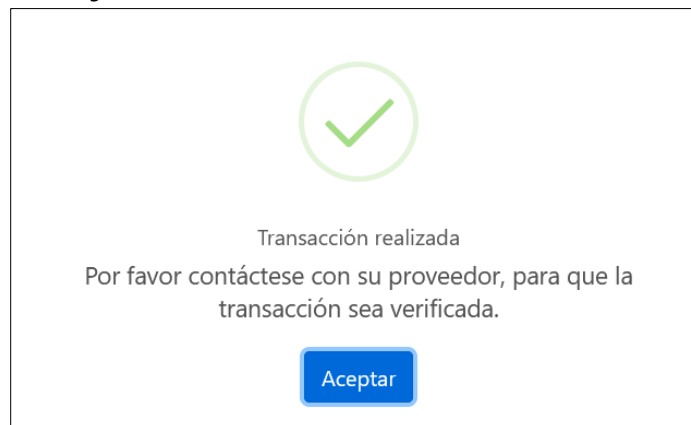 Transacción realizada
Por favor contáctese con su proveedor, para que la
transacción sea verificada.
Aceptar